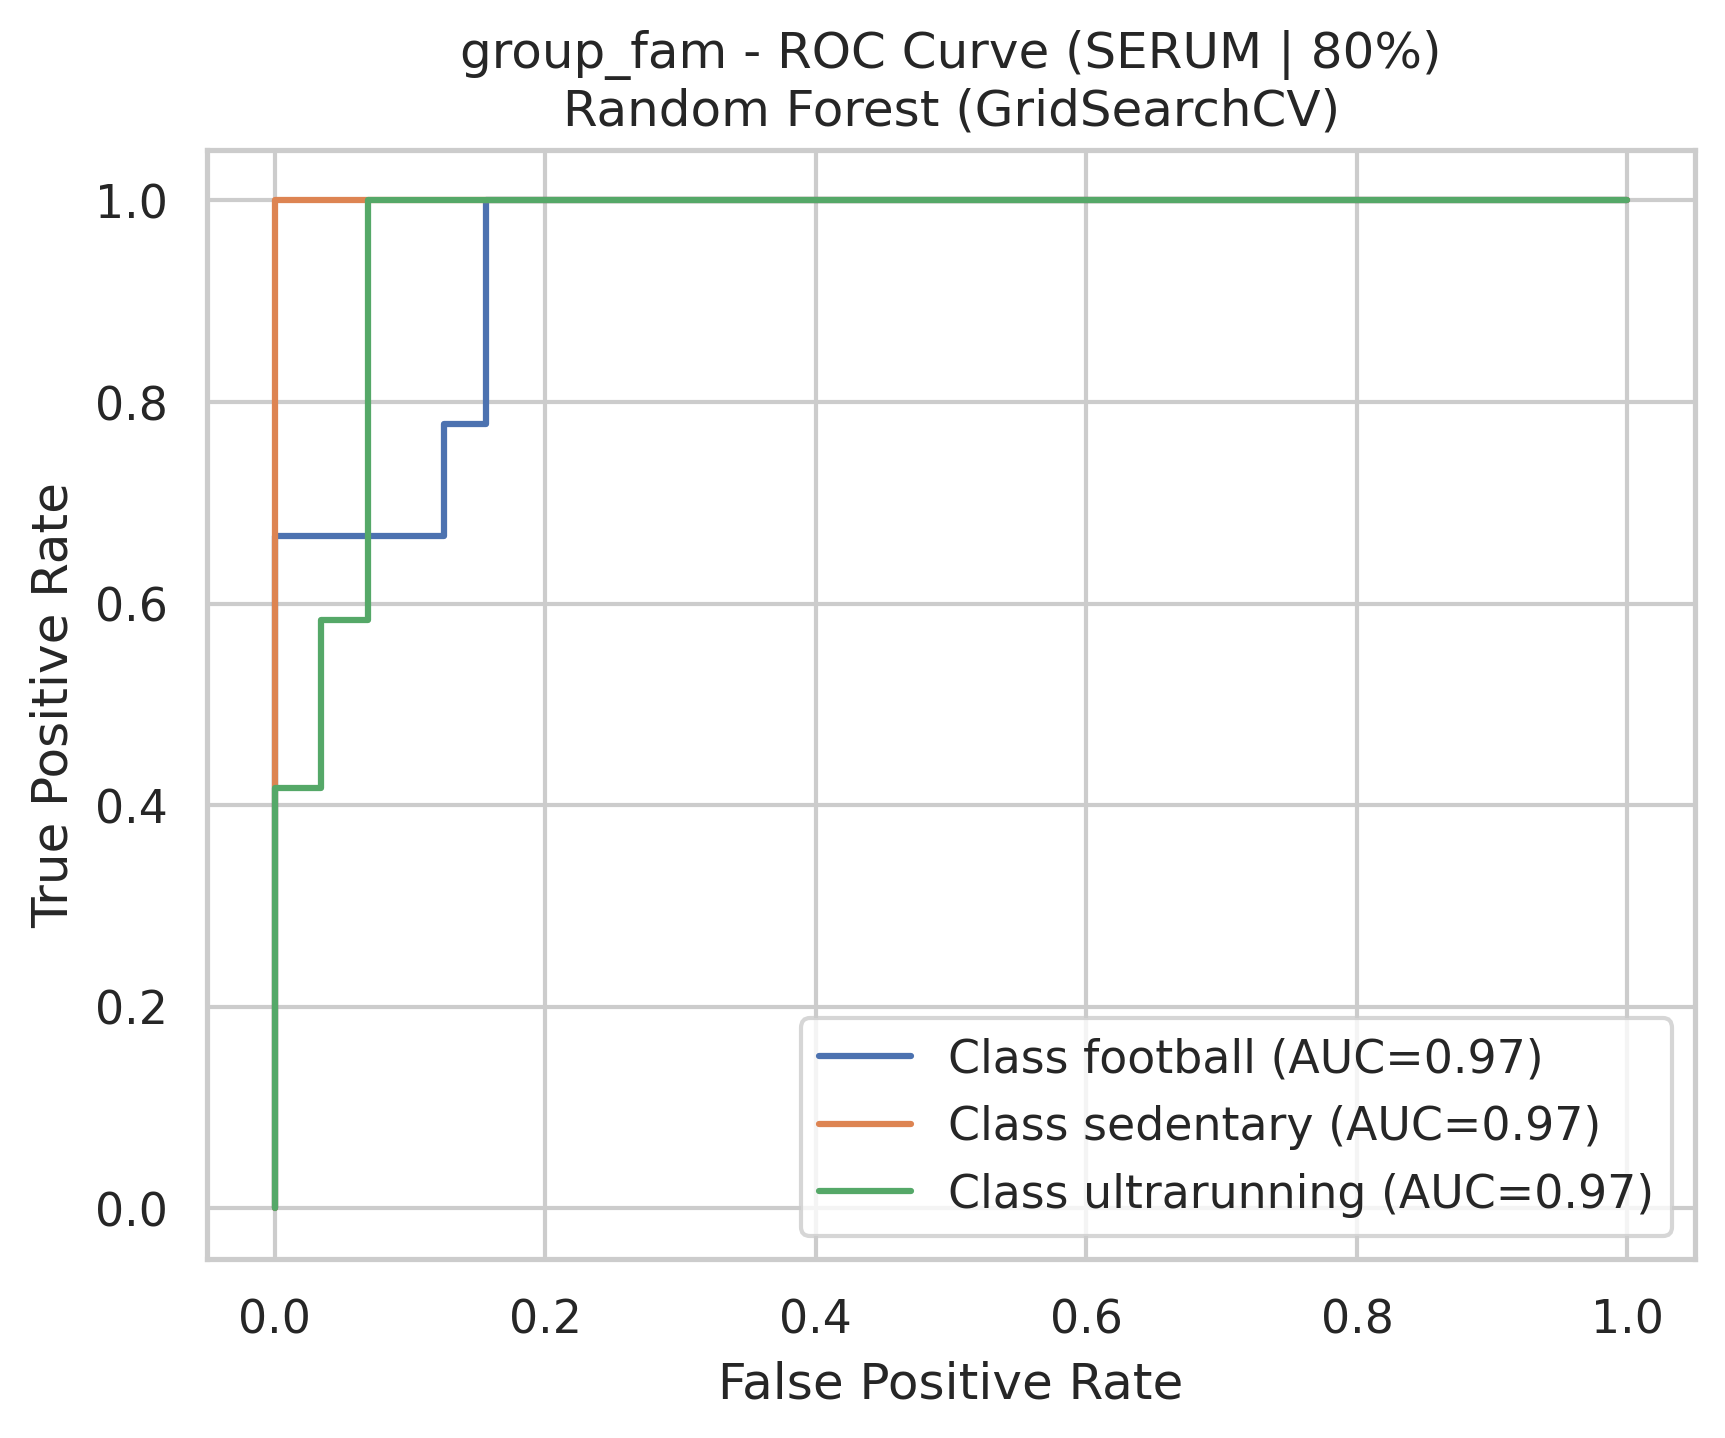 group_fam - ROC Curve (SERUM | 80%)
Random Forest (GridSearchCV)
1.0
0.8
0.6
0.4
0.2
0.0
True Positive Rate
Class football (AUC=0.97)
Class sedentary (AUC=0.97)
Class ultrarunning (AUC=0.97)
0.0 0.2 0.4 0.6 0.8 1.0
False Positive Rate